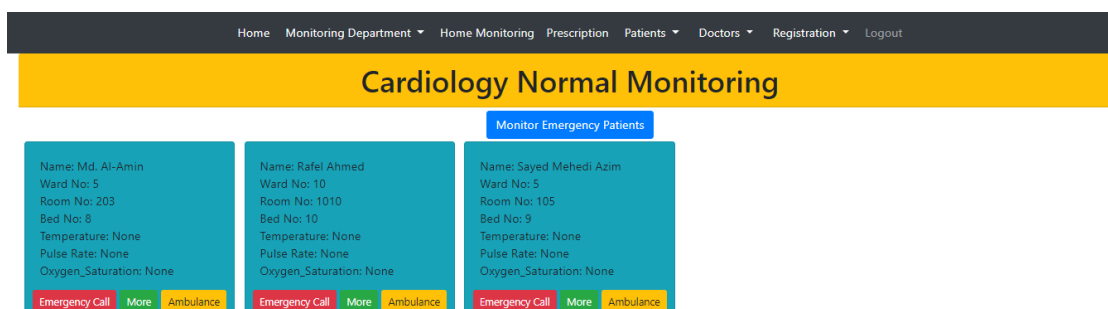 Home Monitoring Department Home Monitoring Prescription Patients Doctors Registration Logout
Cardiology Normal Monitoring
Monitor Emergency Patients
Name: Md. Al-Amin
Ward No: 5
Room No: 203
Bed No: 8
Temperature: None
Pulse Rate: None
Oxygen_Saturation: None
Emergency Call More Ambulance
Name: Rafel Ahmed
Ward No: 10
Room No: 1010
Bed No: 10
Temperature: None
Pulse Rate: None
Oxygen_Saturation: None
Emergency Call More Ambulance
Name: Sayed Mehedi Azim
Ward No: 5
Room No: 105
Bed No: 9
Temperature: None
Pulse Rate: None
Oxygen_Saturation: None
Emergency Call More Ambulance